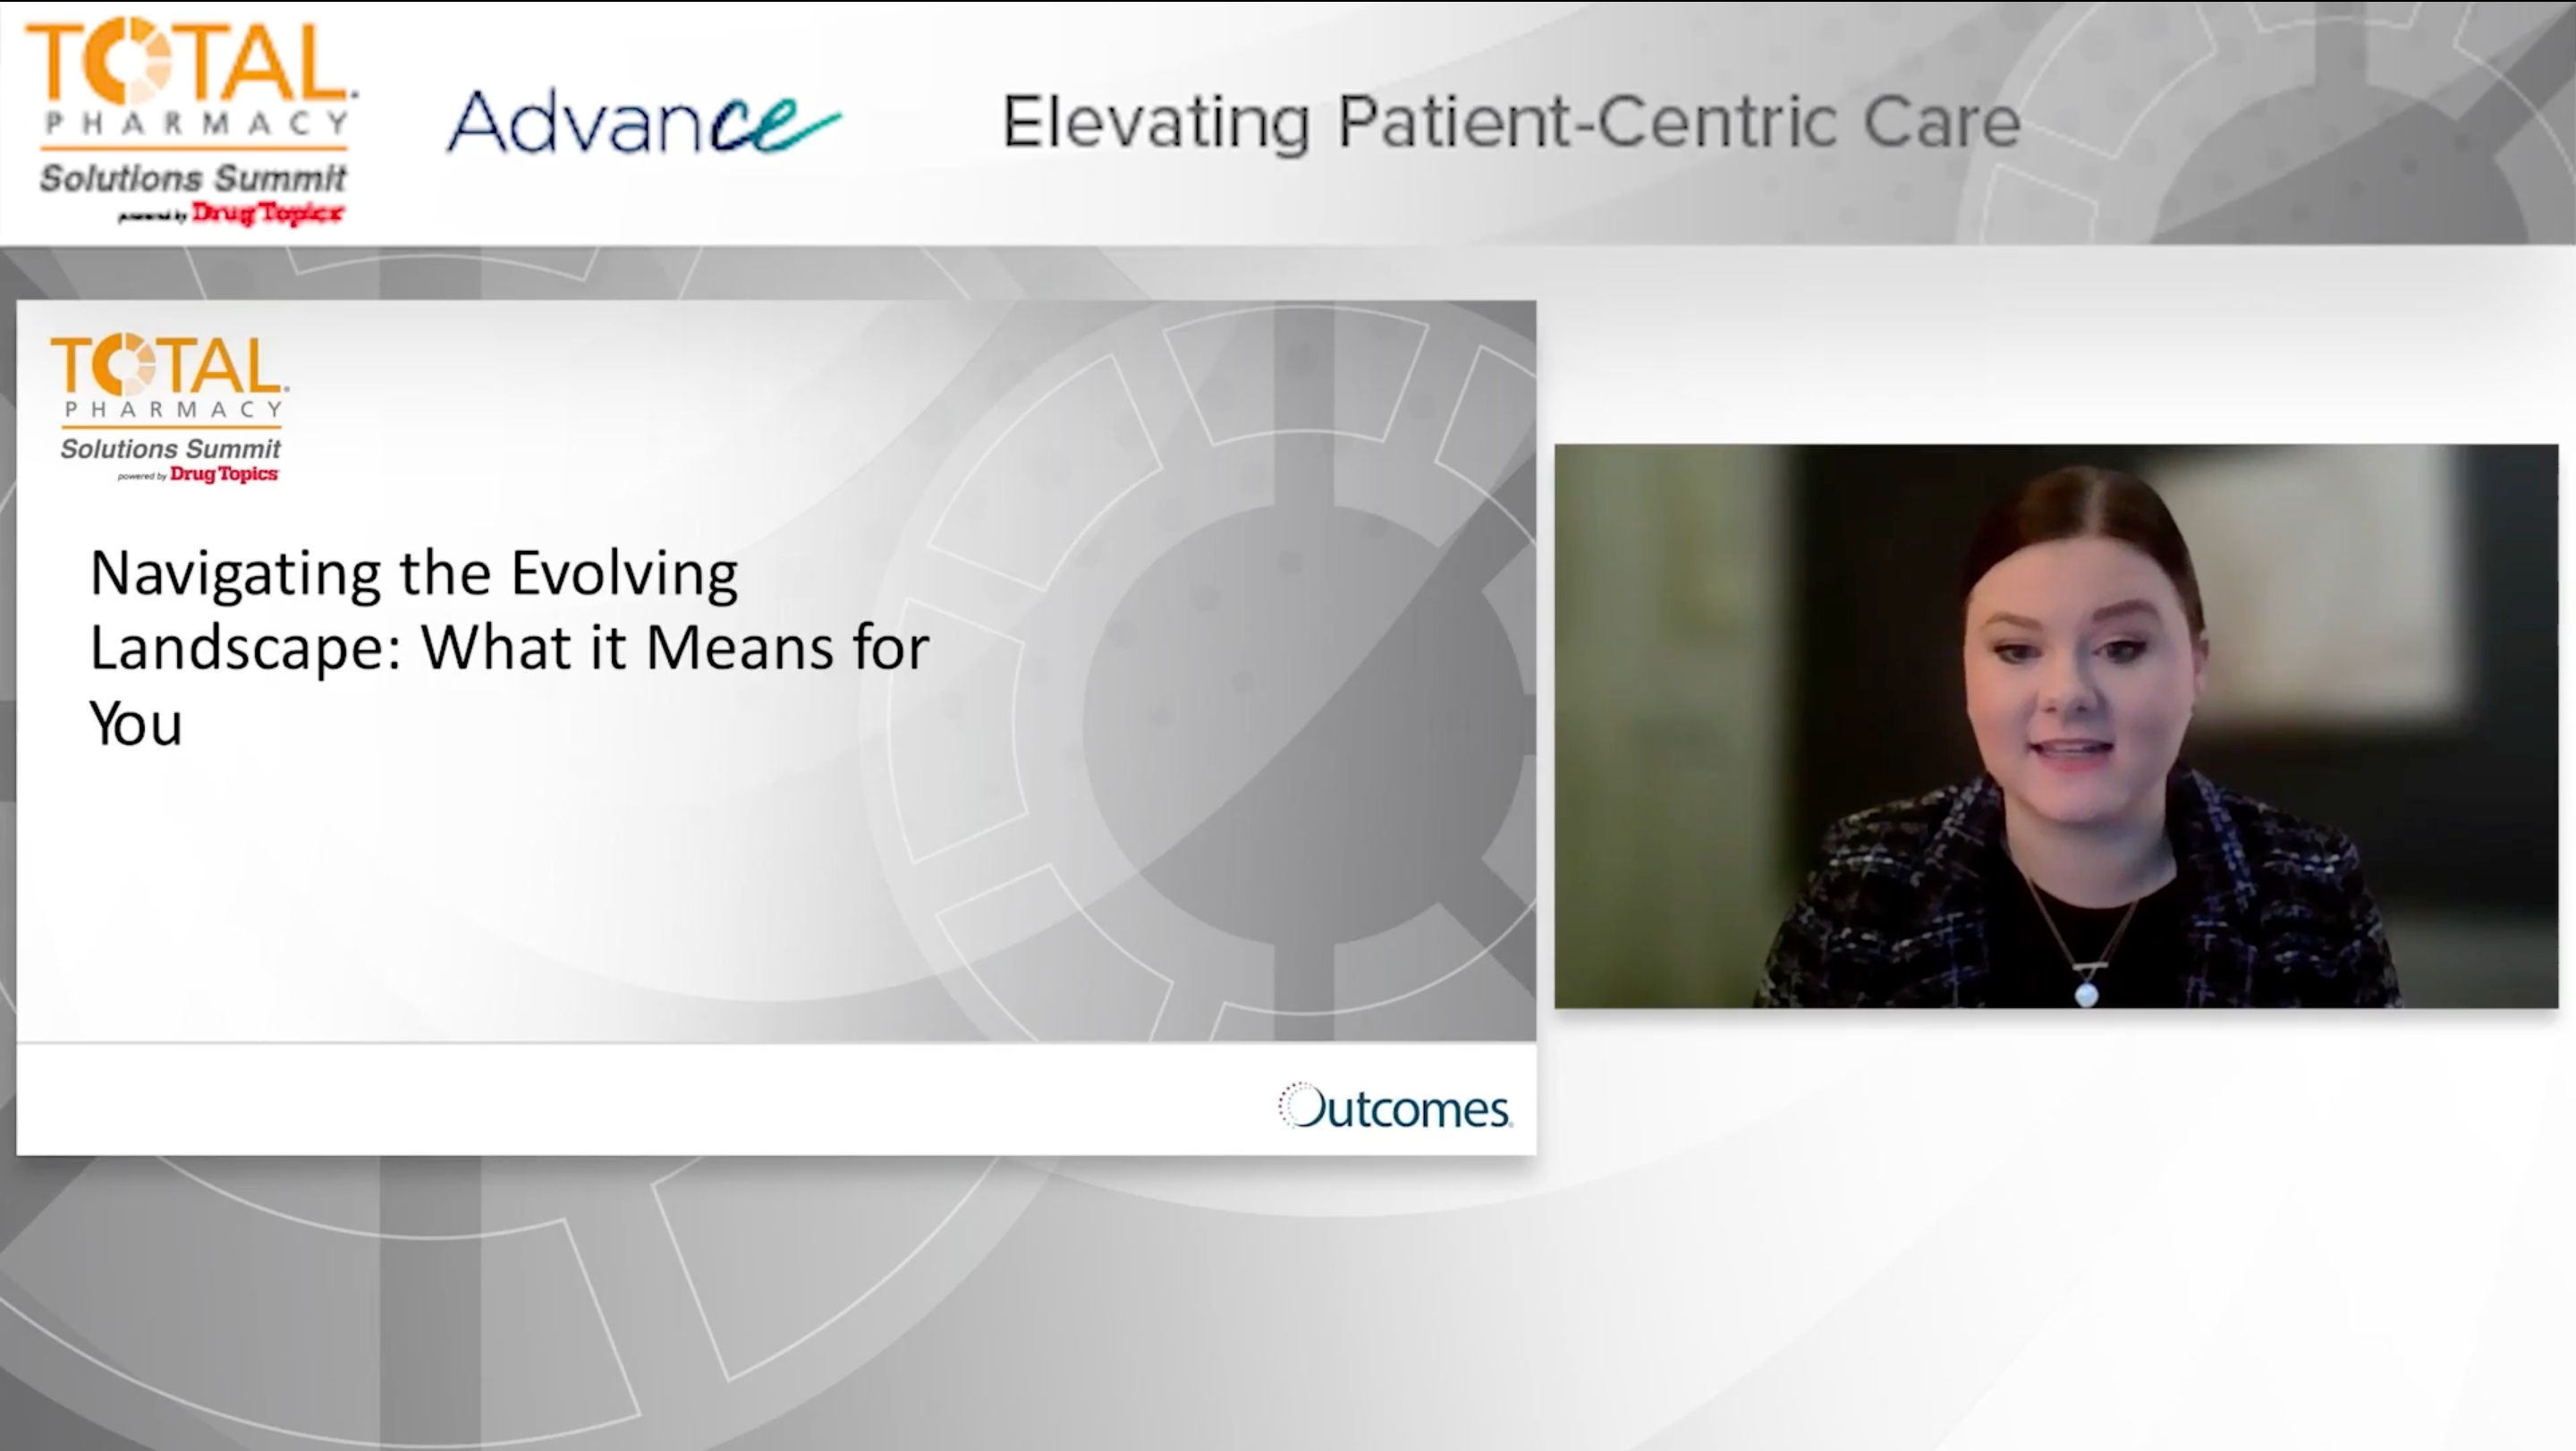 TOTAL
PHARMACY
Solutions Summit
powered by Drug Topics
Advance
Elevating Patient-Centric Care
TOTAL
PHARMACY
Solutions Summit
powered by Drug Topics
Navigating the Evolving
Landscape: What it Means for
You
Outcomes